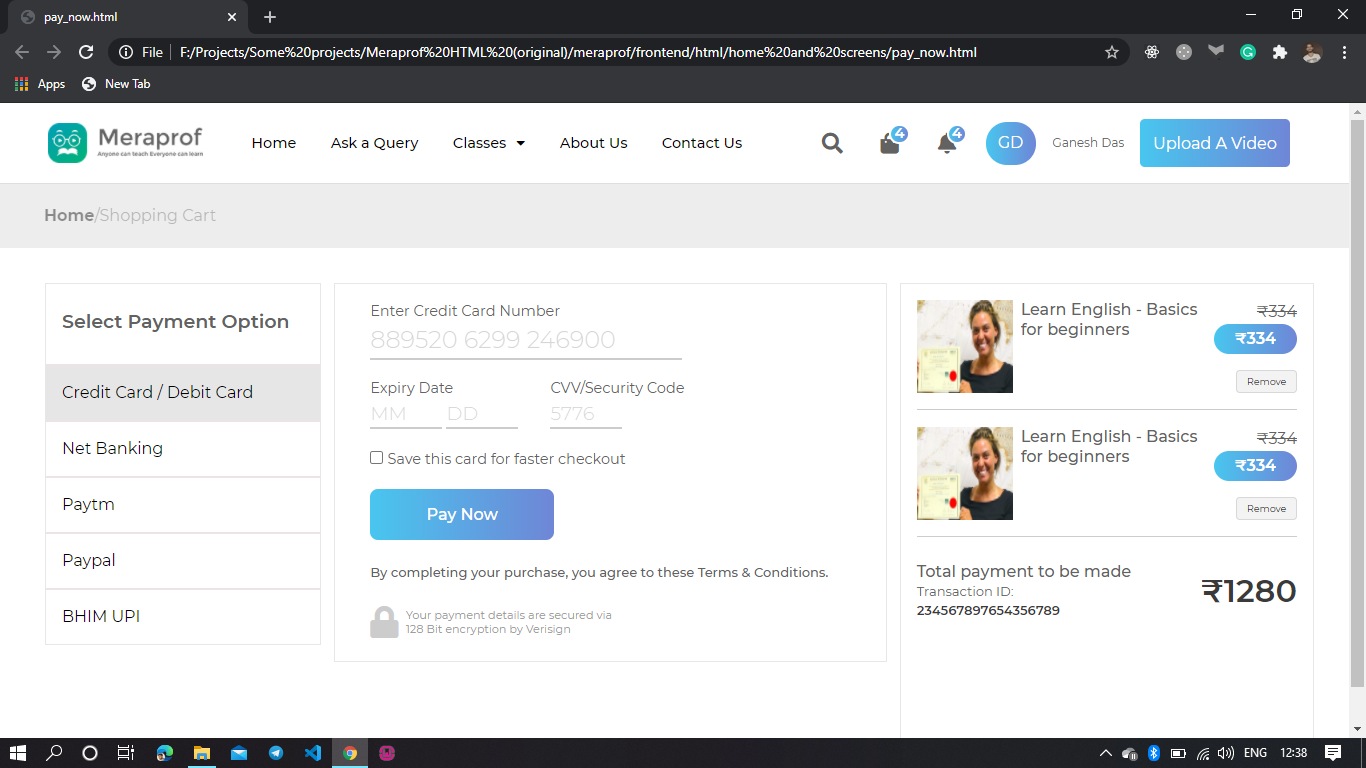 pay_now.html
File
F:/Projects/Some%20projects/Meraprof%20HTML%20(original)/meraprof/frontend/html/home%20and%20screens/pay_now.html
Apps
New Tab
Meraprof
Anyone can teach Everyone can learn
Home
Ask a Query
Classes
About Us
Contact Us
4
4
GD
Ganesh Das
Upload A Video
Home/Shopping Cart
Select Payment Option
Credit Card / Debit Card
Net Banking
Paytm
Paypal
BHIM UPI
Enter Credit Card Number
889520 6299 246900
Expiry Date
CVV/Security Code
MM
DD
5776
Save this card for faster checkout
Pay Now
By completing your purchase, you agree to these Terms & Conditions.
Your payment details are secured via
128 Bit encryption by Verisign
Learn English - Basics
for beginners
₹334
₹334
Remove
Learn English - Basics
for beginners
₹334
₹334
Remove
Total payment to be made
Transaction ID:
234567897654356789
₹1280
ENG
12:38